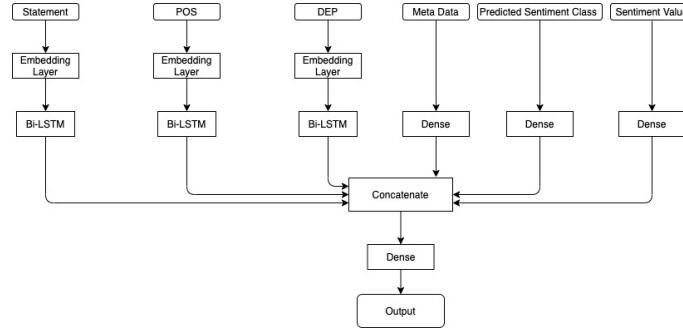 Statement
POS
DEP
Meta Data
Predicted Sentiment Class
Sentiment Value
Embedding
Layer
Embedding
Layer
Embedding
Layer
Bi-LSTM
Bi-LSTM
Bi-LSTM
Dense
Dense
Dense
Concatenate
Dense
Output